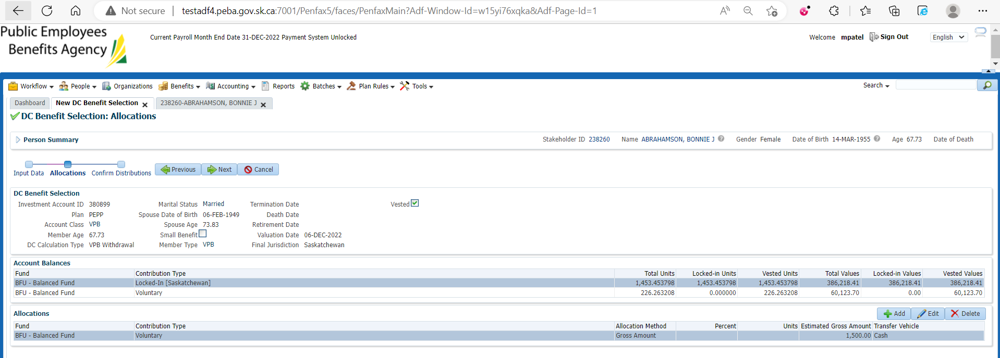 Not secure | testadf4.peba.gov.sk.ca:7001/Penfax5/faces/PenfaxMain?Adf-Window-Id=w15yi76xqka&Adf-Page-Id=1
Public Employees
Benefits Agency
Current Payroll Month End Date 31-DEC-2022 Payment System Unlocked
Welcome mpatel Sign Out English
Workflow People Organizations Benefits Accounting Reports Batches Plan Rules Tools Search
Dashboard New DC Benefit Selection 238260-ABRAHAMSON, BONNIE J
DC Benefit Selection: Allocations
Person Summary Stakeholder ID 238260 Name ABRAHAMSON, BONNIE J Gender Female Date of Birth 14-MAR-1955 Age 67.73 Date of Death
Input Data Allocations Confirm Distributions Previous Next Cancel
DC Benefit Selection
Investment Account ID 380899 Marital Status Married Termination Date Vested
Plan PEPP Spouse Date of Birth 06-FEB-1949 Death Date
Account Class VPB Spouse Age 73.83 Retirement Date
Member Age 67.73 Small Benefit Valuation Date 06-DEC-2022
DC Calculation Type VPB Withdrawal Member Type VPB Final Jurisdiction Saskatchewan
Account Balances
Fund Contribution Type Total Units Locked-in Units Vested Units Total Values Locked-in Values Vested Values
BFU - Balanced Fund Locked-In [Saskatchewan] 1,453.453798 1,453.453798 1,453.453798 386,218.41 386,218.41 386,218.41
BFU - Balanced Fund Voluntary 226.263208 0.000000 226.263208 60,123.70 0.00 60,123.70
Allocations Add Edit Delete
Fund Contribution Type Allocation Method Percent Units Estimated Gross Amount Transfer Vehicle
BFU - Balanced Fund Voluntary Gross Amount 1,500.00 Cash